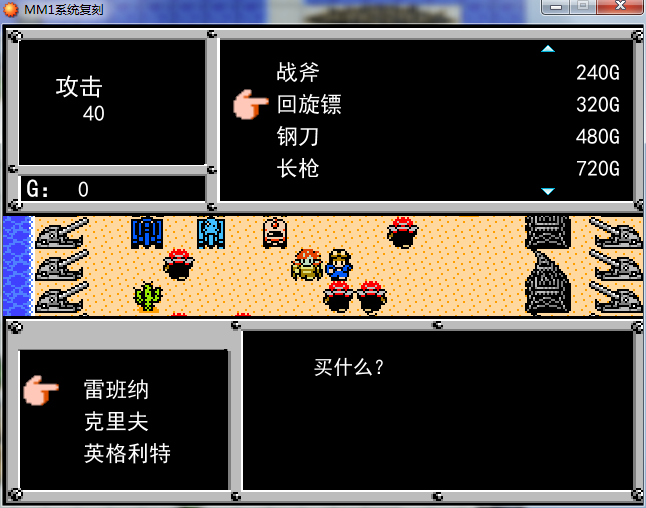 MM1系统复刻
攻击
40
G： 0
战斧 240G
回旋镖 320G
钢刀 480G
长枪 720G
雷班纳
克里夫
英格利特
买什么？